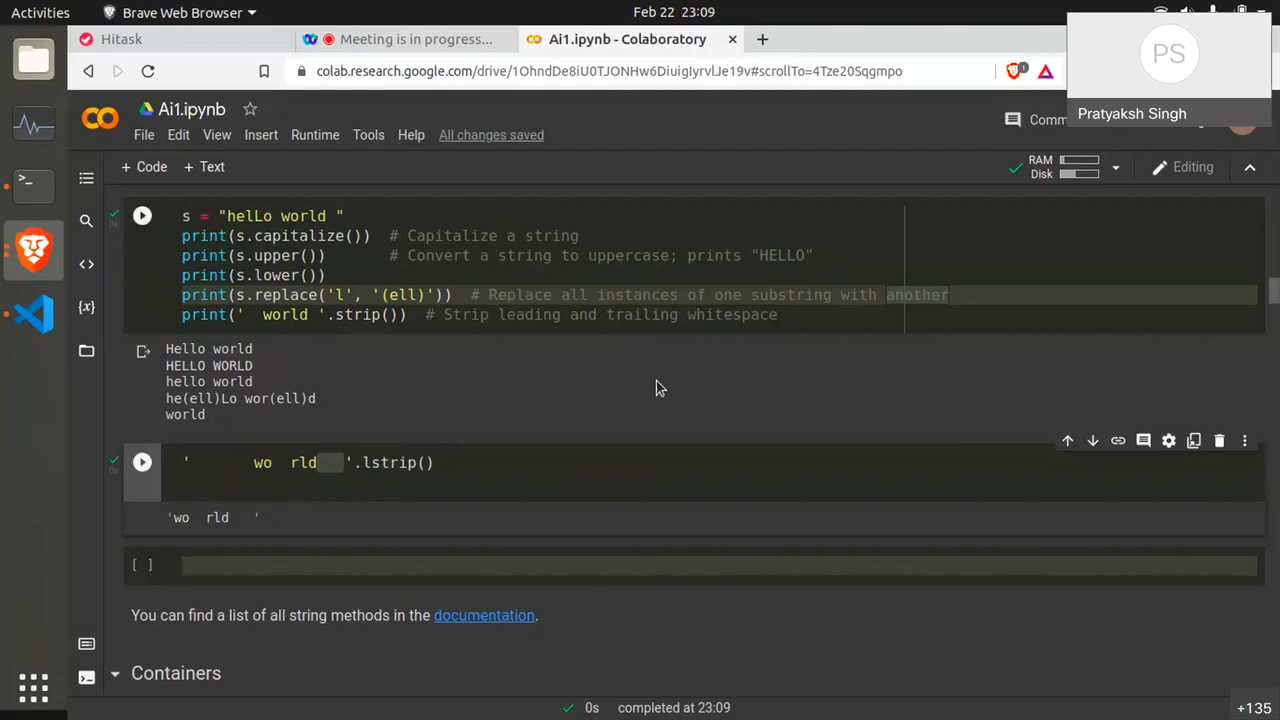 Activities
Brave Web Browser
Feb 22 23:09
Hitask
Meeting is in progress...
Ai1.ipynb - Colaboratory
PS
Pratyaksh Singh
colab.research.google.com/drive/1OhndDe8iU0TJONHw6DiuigIyrvlJe19v#scrollTo=4Tze20Sqgmpo
1
Ai1.ipynb
File Edit View Insert Runtime Tools Help All changes saved
Comm
+ Code + Text
RAM
Disk
Editing
0s
s = "helLo world "
print(s.capitalize())  # Capitalize a string
print(s.upper())       # Convert a string to uppercase; prints "HELLO"
print(s.lower())
print(s.replace('l', '(ell)'))  # Replace all instances of one substring with another
print('  world '.strip())  # Strip leading and trailing whitespace
Hello world
HELLO WORLD
hello world
he(ell)Lo wor(ell)d
world
0s
'       wo  rld   '.lstrip()
'wo  rld   '
[ ]
You can find a list of all string methods in the documentation.
Containers
0s completed at 23:09
+135